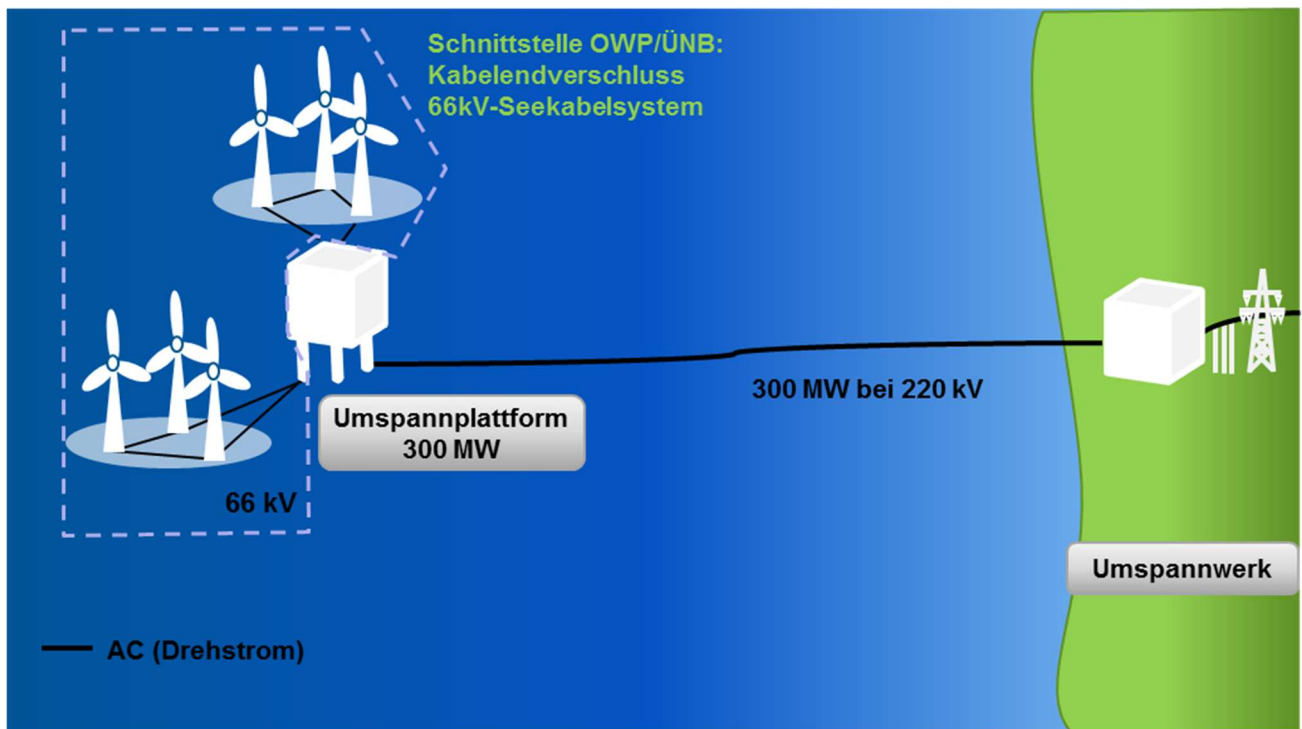 Schnittstelle OWP/ÜNB:
Kabelendverschluss
66kV-Seekabelsystem
300 MW bei 220 kV
Umspannplattform
300 MW
66 kV
Umspannwerk
AC (Drehstrom)